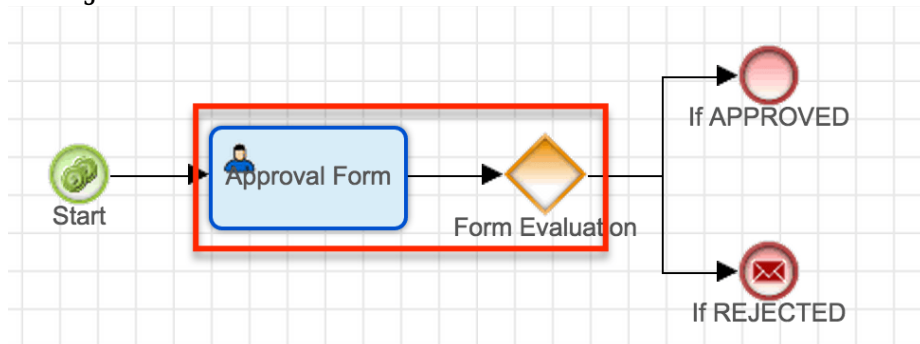 Start
Approval Form
Form Evaluation
If APPROVED
If REJECTED